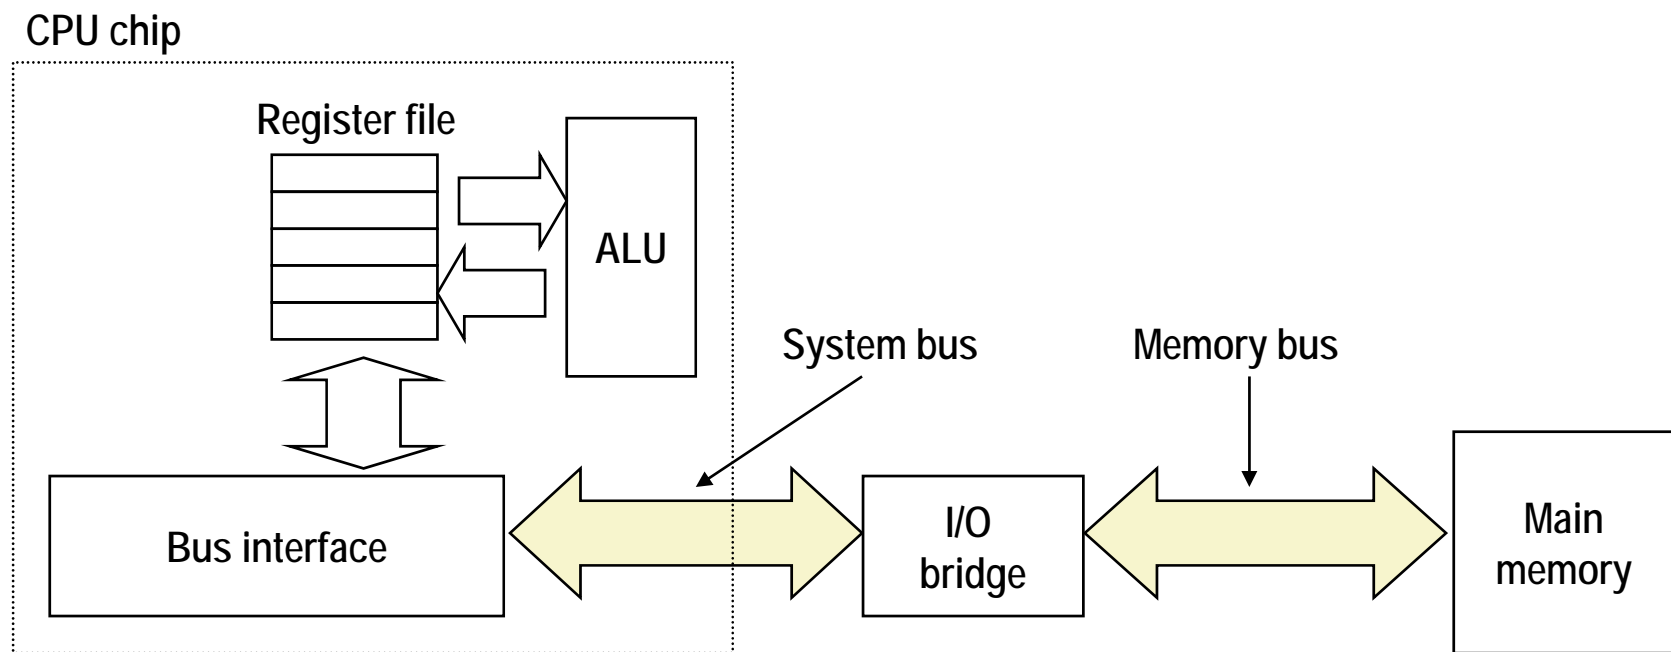 CPU chip
Register file
ALU
System bus
Memory bus
Bus interface
I/O
bridge
Main
memory